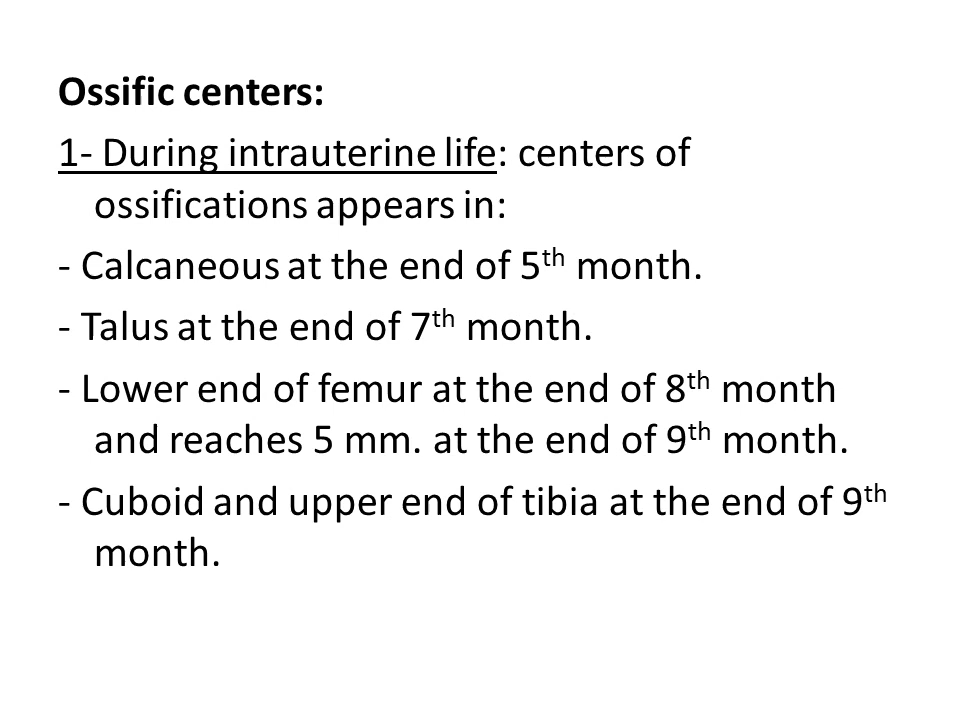 Ossific centers:
1- During intrauterine life: centers of
ossifications appears in:
- Calcaneous at the end of 5th month.
- Talus at the end of 7th month.
- Lower end of femur at the end of 8th month
and reaches 5 mm. at the end of 9th month.
- Cuboid and upper end of tibia at the end of 9th
month.